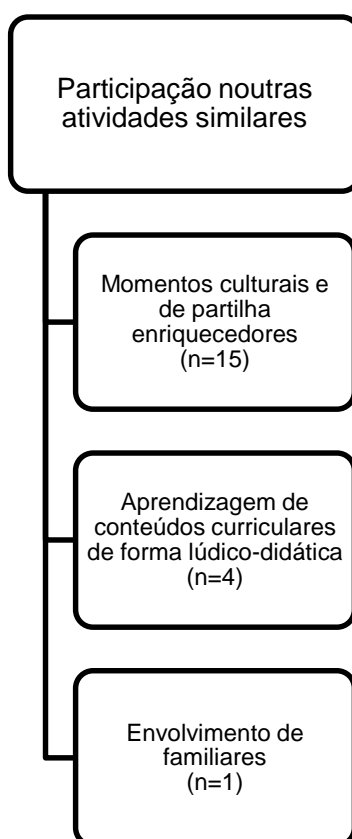 Participação noutras
atividades similares
Momentos culturais e
de partilha
enriquecedores
(n=15)
Aprendizagem de
conteúdos curriculares
de forma lúdico-didática
(n=4)
Envolvimento de
familiares
(n=1)